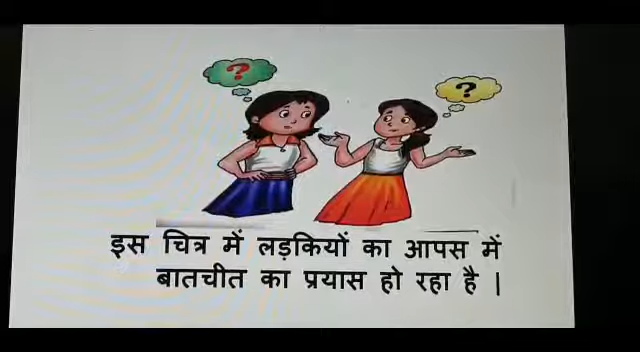 ?
?
इस चित्र में लड़कियों का आपस में
बातचीत का प्रयास हो रहा है |